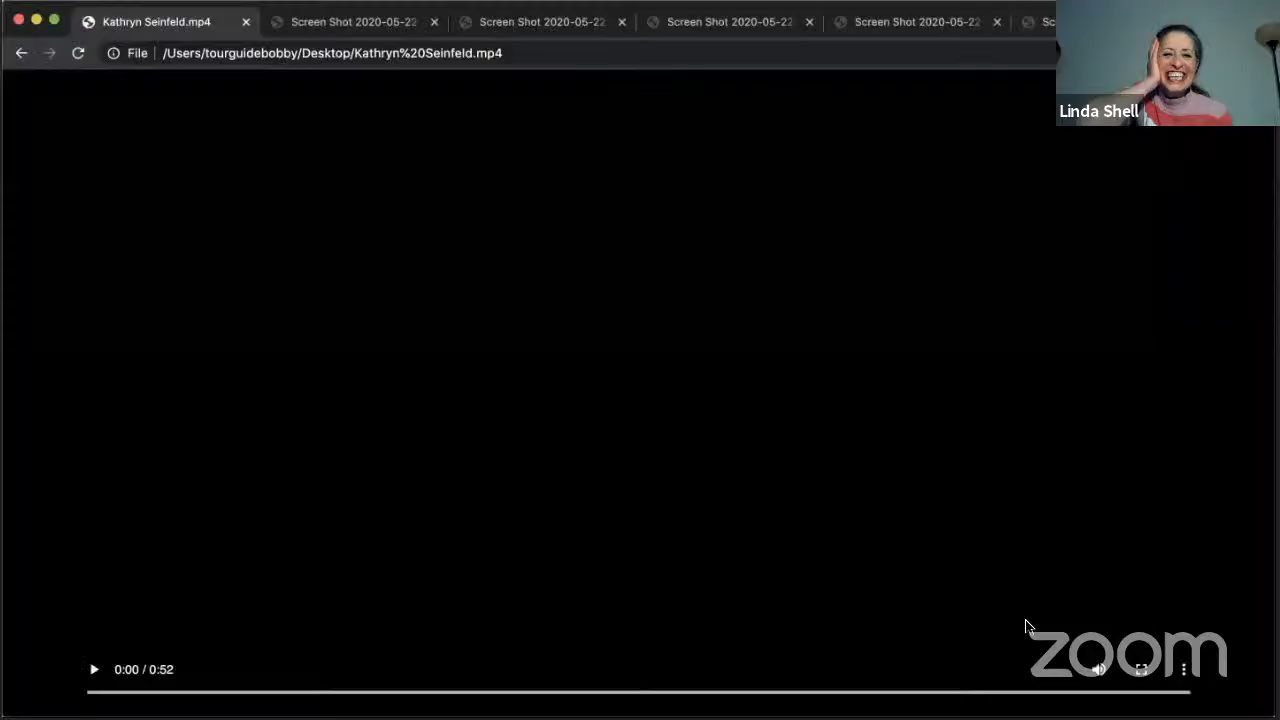 Kathryn Seinfeld.mp4
Screen Shot 2020-05-22
Screen Shot 2020-05-22
Screen Shot 2020-05-22
Screen Shot 2020-05-22
Sc
File
/Users/tourguidebobby/Desktop/Kathryn%20Seinfeld.mp4
Linda Shell
0:00 / 0:52
zoom